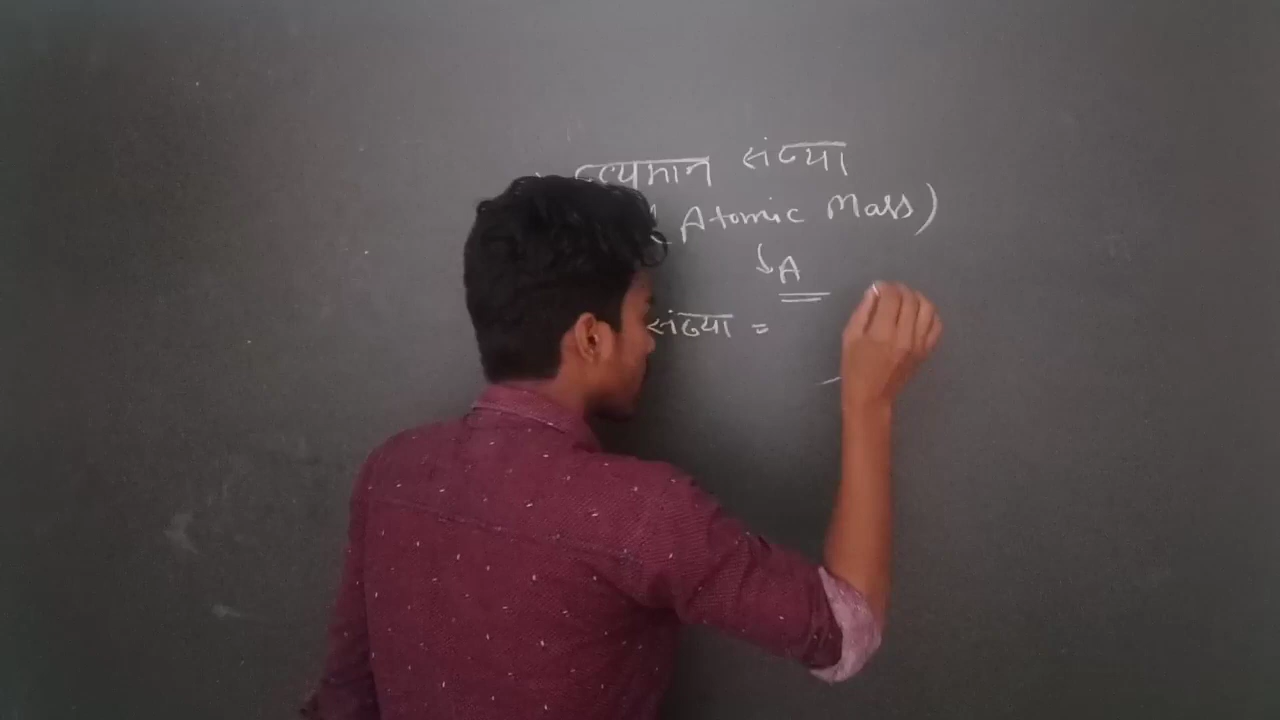 द्रव्यमान संख्या
( Atomic Mass )
↳ A
संख्या =